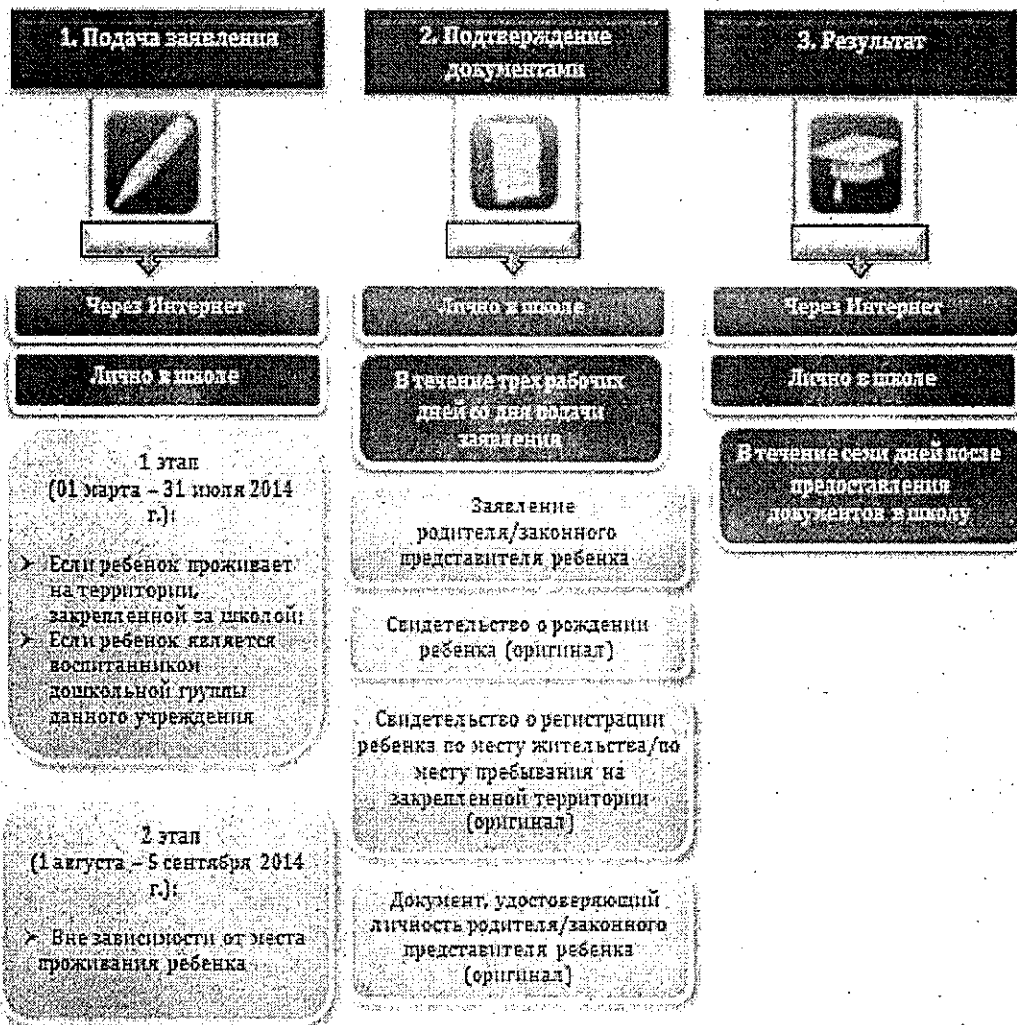 1. Подача заявления
Через Интернет
Лично в школе
1 этап
(01 марта – 31 июля 2014
г.):
➢ Если ребенок проживает
на территории,
закрепленной за школой;
➢ Если ребенок является
воспитанником
дошкольной группы
данного учреждения
2 этап
(1 августа – 5 сентября 2014
г.):
➢ Вне зависимости от места
проживания ребенка
2. Подтверждение
документами
Лично в школе
В течение трех рабочих
дней со дня подачи
заявления
Заявление
родителя/законного
представителя ребенка
Свидетельство о рождении
ребенка (оригинал)
Свидетельство о регистрации
ребенка по месту жительства/по
месту пребывания на
закрепленной территории
(оригинал)
Документ, удостоверяющий
личность родителя/законного
представителя ребенка
(оригинал)
3. Результат
Через Интернет
Лично в школе
В течение семи дней после
предоставления
документов в школу